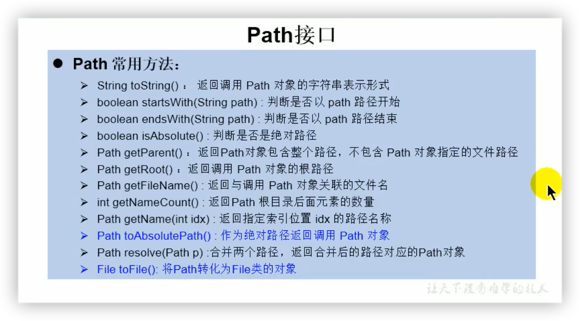 Path接口
● Path 常用方法：
➢ String toString() ： 返回调用 Path 对象的字符串表示形式
➢ boolean startsWith(String path) : 判断是否以 path 路径开始
➢ boolean endsWith(String path) : 判断是否以 path 路径结束
➢ boolean isAbsolute() : 判断是否是绝对路径
➢ Path getParent() ： 返回Path对象包含整个路径，不包含 Path 对象指定的文件路径
➢ Path getRoot() ：返回调用 Path 对象的根路径
➢ Path getFileName() : 返回与调用 Path 对象关联的文件名
➢ int getNameCount() : 返回Path 根目录后面元素的数量
➢ Path getName(int idx) : 返回指定索引位置 idx 的路径名称
➢ Path toAbsolutePath() : 作为绝对路径返回调用 Path 对象
➢ Path resolve(Path p) :合并两个路径，返回合并后的路径对应的Path对象
➢ File toFile(): 将Path转化为File类的对象
让天下没有难学的技术